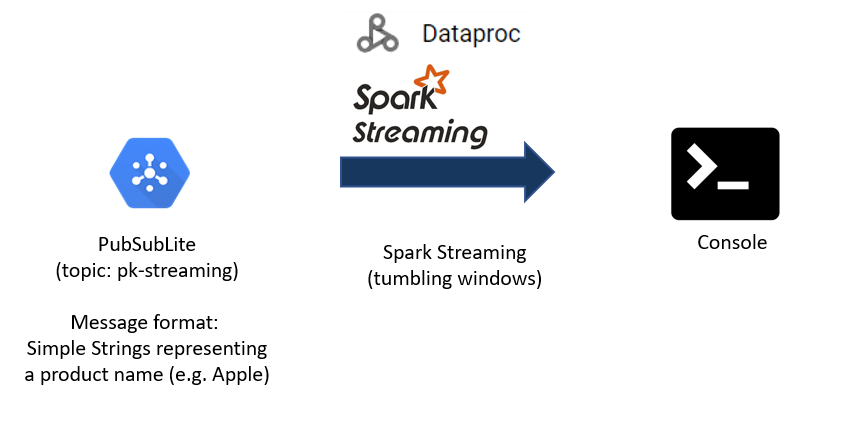 Dataproc
Spark
Streaming
PubSubLite
(topic: pk-streaming)
Message format:
Simple Strings representing
a product name (e.g. Apple)
Spark Streaming
(tumbling windows)
Console